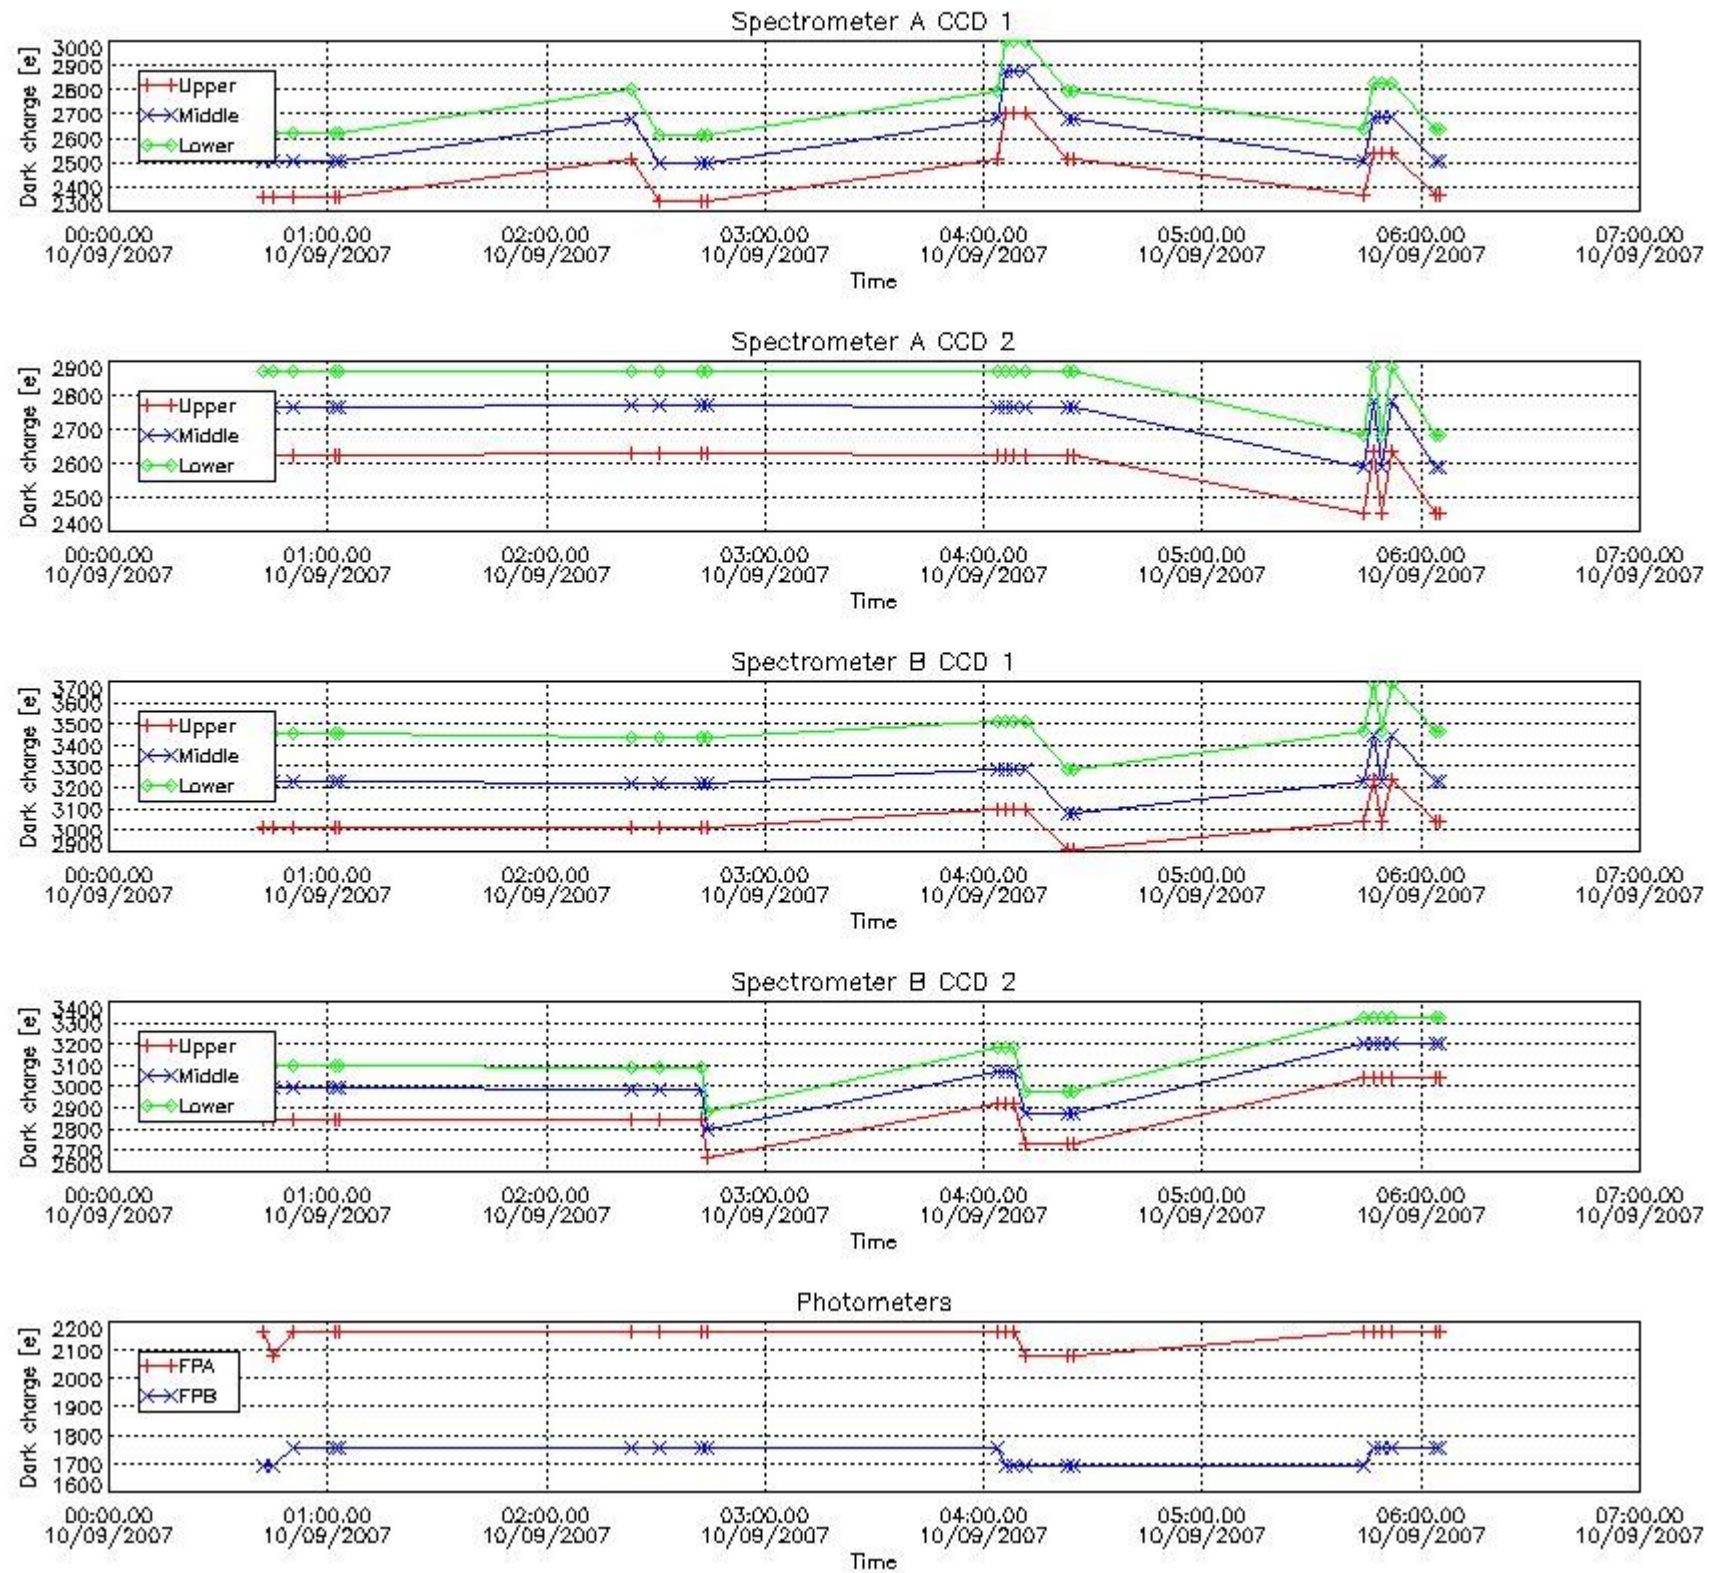 Spectrometer A CCD 1
Dark charge [e]
3000
2900
2800
2700
2600
2500
2400
2300
Upper
Middle
Lower
00:00.00 01:00.00 02:00.00 03:00.00 04:00.00 05:00.00 06:00.00 07:00.00
10/09/2007 10/09/2007 10/09/2007 10/09/2007 10/09/2007 10/09/2007 10/09/2007 10/09/2007
Time
Spectrometer A CCD 2
Dark charge [e]
2900
2800
2700
2600
2500
2400
Upper
Middle
Lower
00:00.00 01:00.00 02:00.00 03:00.00 04:00.00 05:00.00 06:00.00 07:00.00
10/09/2007 10/09/2007 10/09/2007 10/09/2007 10/09/2007 10/09/2007 10/09/2007 10/09/2007
Time
Spectrometer B CCD 1
Dark charge [e]
3700
3600
3500
3400
3300
3200
3100
3000
2900
Upper
Middle
Lower
00:00.00 01:00.00 02:00.00 03:00.00 04:00.00 05:00.00 06:00.00 07:00.00
10/09/2007 10/09/2007 10/09/2007 10/09/2007 10/09/2007 10/09/2007 10/09/2007 10/09/2007
Time
Spectrometer B CCD 2
Dark charge [e]
3400
3300
3200
3100
3000
2900
2800
2700
2600
Upper
Middle
Lower
00:00.00 01:00.00 02:00.00 03:00.00 04:00.00 05:00.00 06:00.00 07:00.00
10/09/2007 10/09/2007 10/09/2007 10/09/2007 10/09/2007 10/09/2007 10/09/2007 10/09/2007
Time
Photometers
Dark charge [e]
2200
2100
2000
1900
1800
1700
1600
FPA
FPB
00:00.00 01:00.00 02:00.00 03:00.00 04:00.00 05:00.00 06:00.00 07:00.00
10/09/2007 10/09/2007 10/09/2007 10/09/2007 10/09/2007 10/09/2007 10/09/2007 10/09/2007
Time